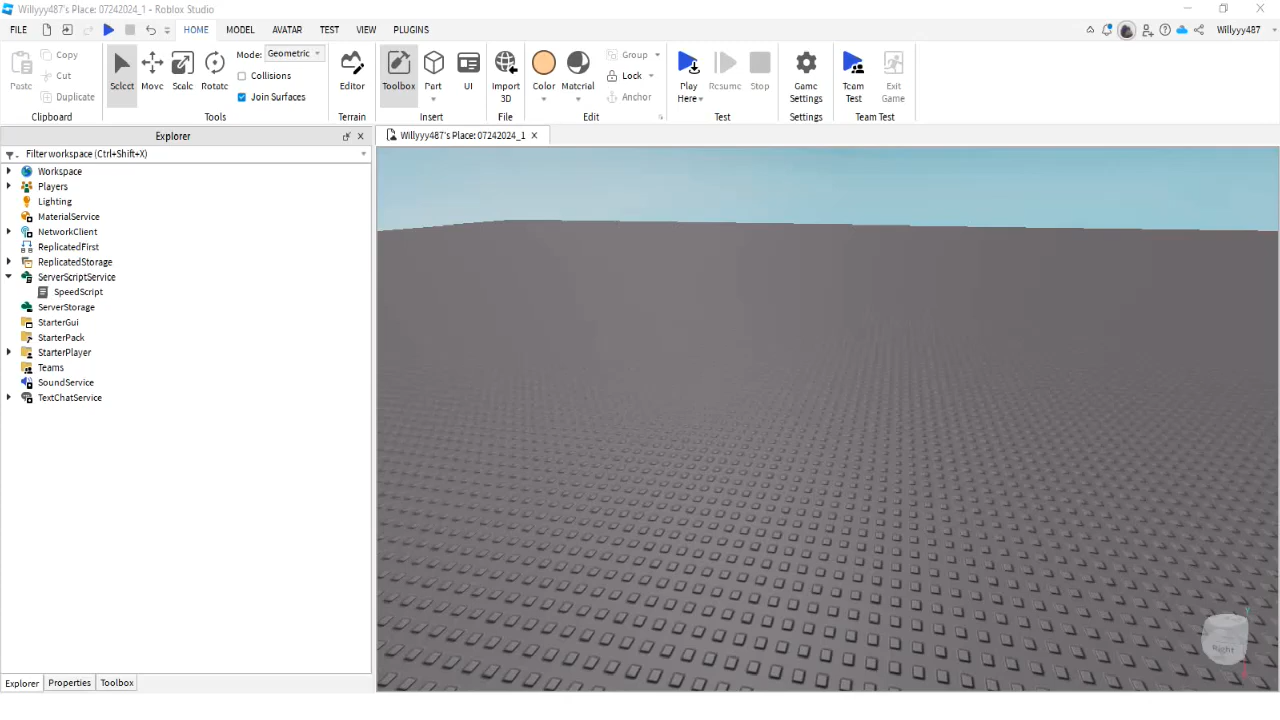 Willyyy487's Place: 07242024_1 - Roblox Studio
FILE HOME MODEL AVATAR TEST VIEW PLUGINS Willyyy487
Paste Copy Cut Duplicate
Clipboard
Select Move Scale Rotate
Mode: Geometric
Collisions
Join Surfaces
Tools
Editor
Terrain
Toolbox Part UI
Insert
Import
3D
File
Color Material
Group
Lock
Anchor
Edit
Play
Here
Resume Stop
Test
Game
Settings
Settings
Team
Test
Exit
Game
Team Test
Explorer
Willyyy487's Place: 07242024_1
Filter workspace (Ctrl+Shift+X)
Workspace
Players
Lighting
MaterialService
NetworkClient
ReplicatedFirst
ReplicatedStorage
ServerScriptService
SpeedScript
ServerStorage
StarterGui
StarterPack
StarterPlayer
Teams
SoundService
TextChatService
Right
Y
Explorer Properties Toolbox